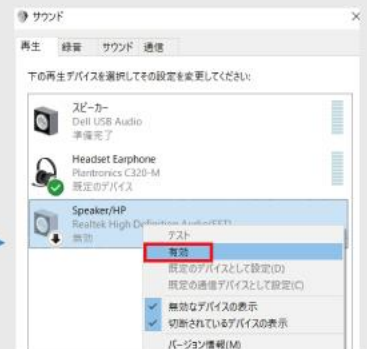 サウンド
再生 録音 サウンド 通信
下の再生デバイスを選択してその設定を変更してください:
スピーカー
Dell USB Audio
準備完了
Headset Earphone
Plantronics C320-M
既定のデバイス
Speaker/HP
Realtek High Definition Audio(SST)
無効
テスト
有効
既定のデバイスとして設定(D)
既定の通信デバイスとして設定(C)
無効なデバイスの表示
切断されているデバイスの表示
バージョン情報(M)